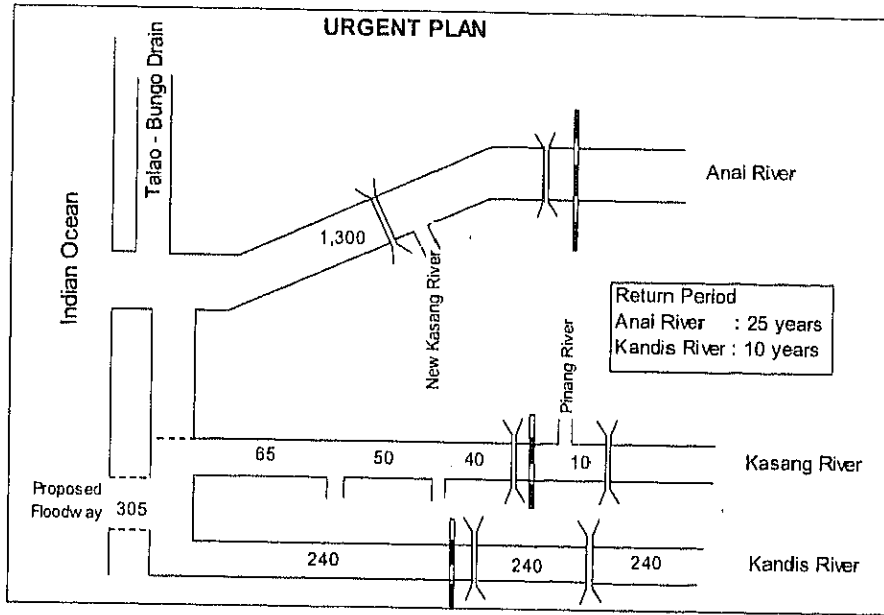 URGENT PLAN
Talao - Bungo Drain
Indian Ocean
Anai River
1,300
New Kasang River
Return Period
Anai River : 25 years
Kandis River : 10 years
Pinang River
65
50
40
10
Kasang River
Proposed
Floodway
305
240
240
240
Kandis River